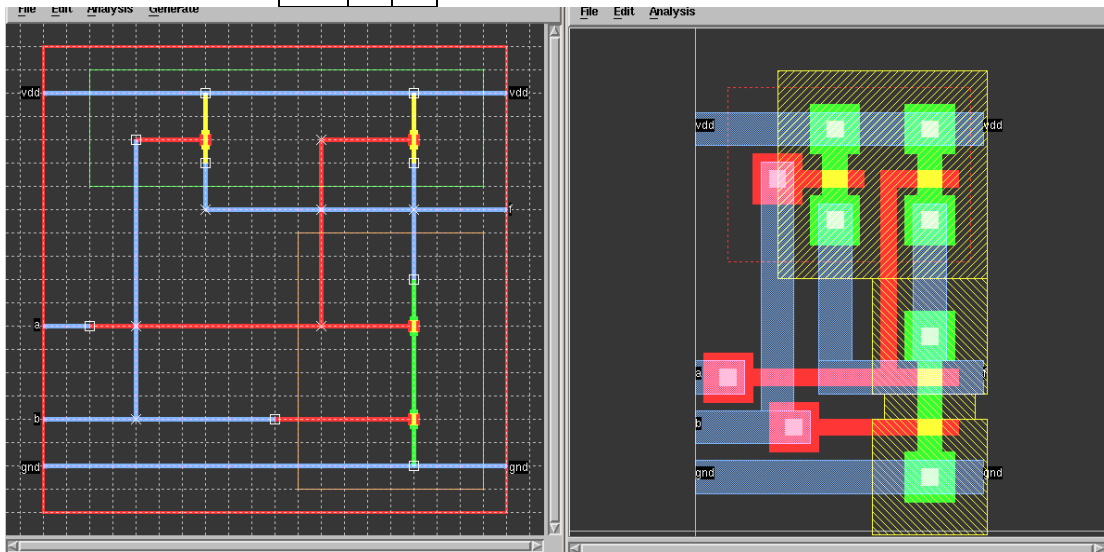 File Edit Analysis Generate
vdd vdd
f
a
b
gnd gnd
File Edit Analysis
vdd vdd
a f
b
gnd gnd